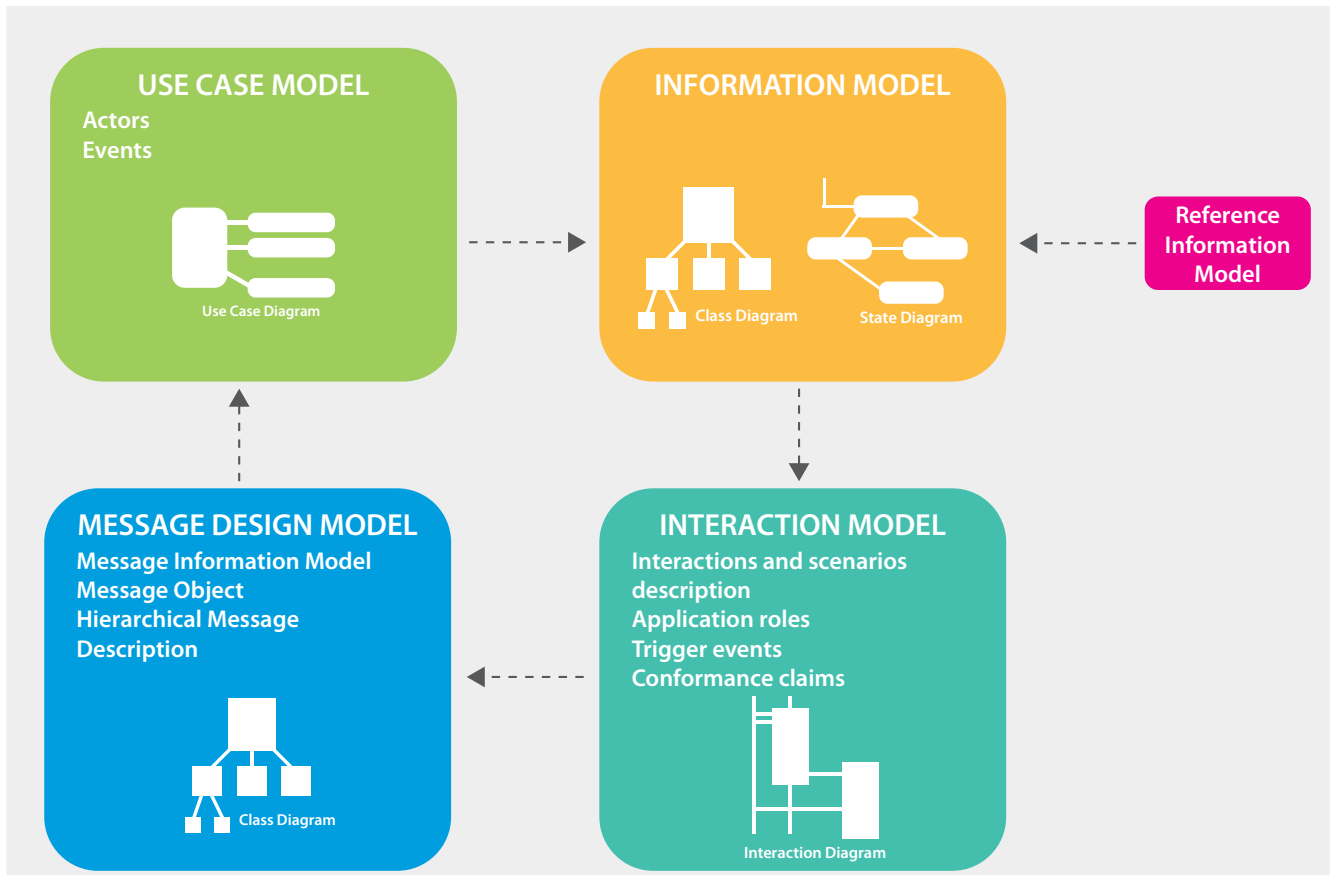 USE CASE MODEL
Actors
Events
Use Case Diagram
INFORMATION MODEL
Class Diagram
State Diagram
Reference
Information
Model
MESSAGE DESIGN MODEL
Message Information Model
Message Object
Hierarchical Message
Description
Class Diagram
INTERACTION MODEL
Interactions and scenarios
description
Application roles
Trigger events
Conformance claims
Interaction Diagram